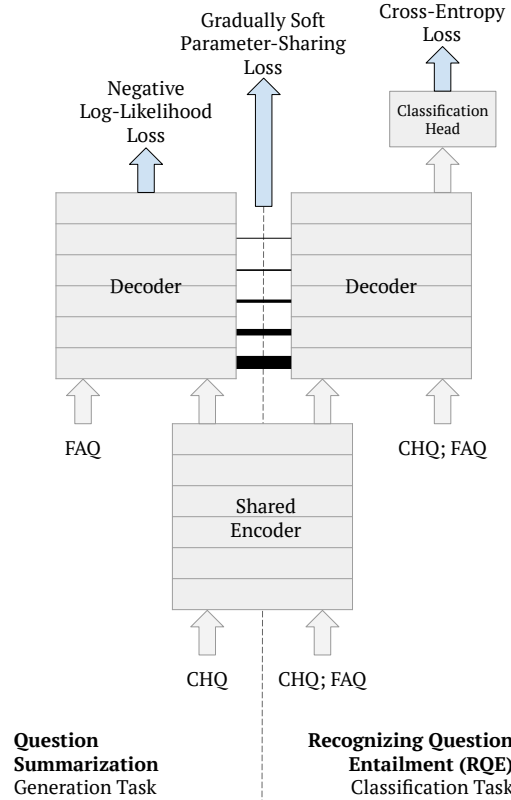 Gradually Soft
Parameter-Sharing
Loss
Cross-Entropy
Loss
Negative
Log-Likelihood
Loss
Classification
Head
Decoder
Decoder
FAQ
CHQ; FAQ
Shared
Encoder
CHQ
CHQ; FAQ
Question
Summarization
Generation Task
Recognizing Question
Entailment (RQE)
Classification Task